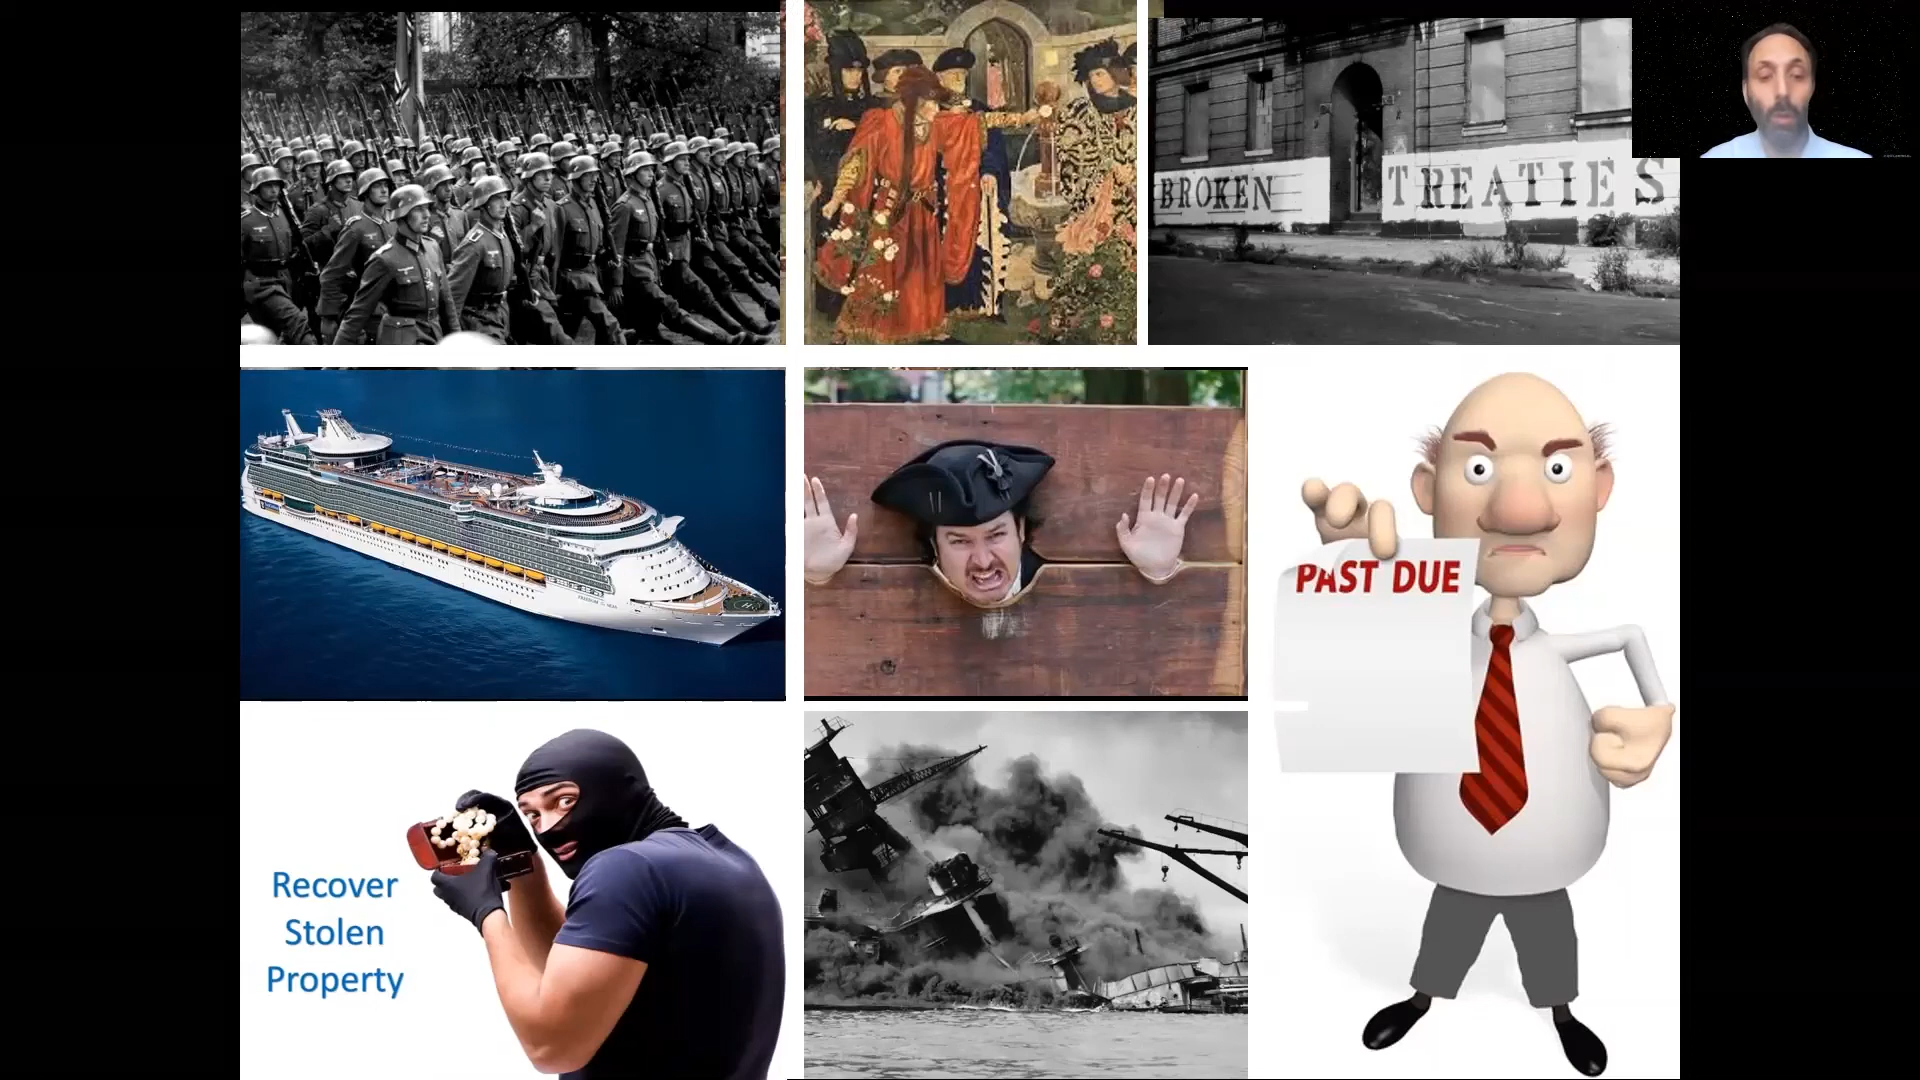 BROKEN TREATIES
PAST DUE
Recover
Stolen
Property